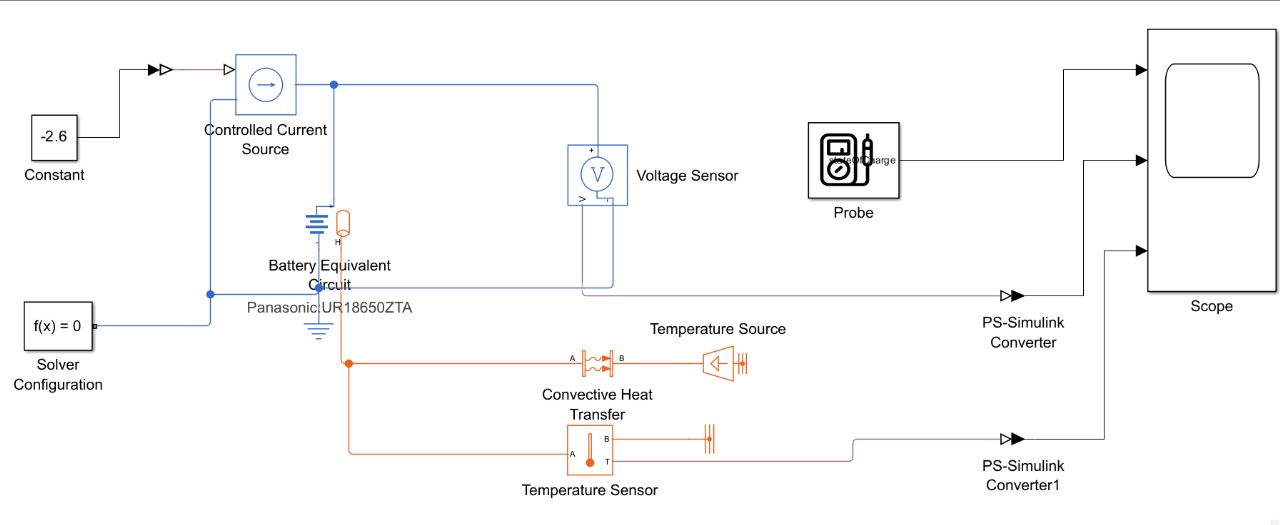 -2.6
Constant
Controlled Current
Source
+
V
V
-
Voltage Sensor
stateOfCharge
Probe
Scope
+
-
H
Battery Equivalent
Circuit
Panasonic:UR18650ZTA
f(x) = 0
Solver
Configuration
PS-Simulink
Converter
Temperature Source
A
B
Convective Heat
Transfer
A
B
T
Temperature Sensor
PS-Simulink
Converter1